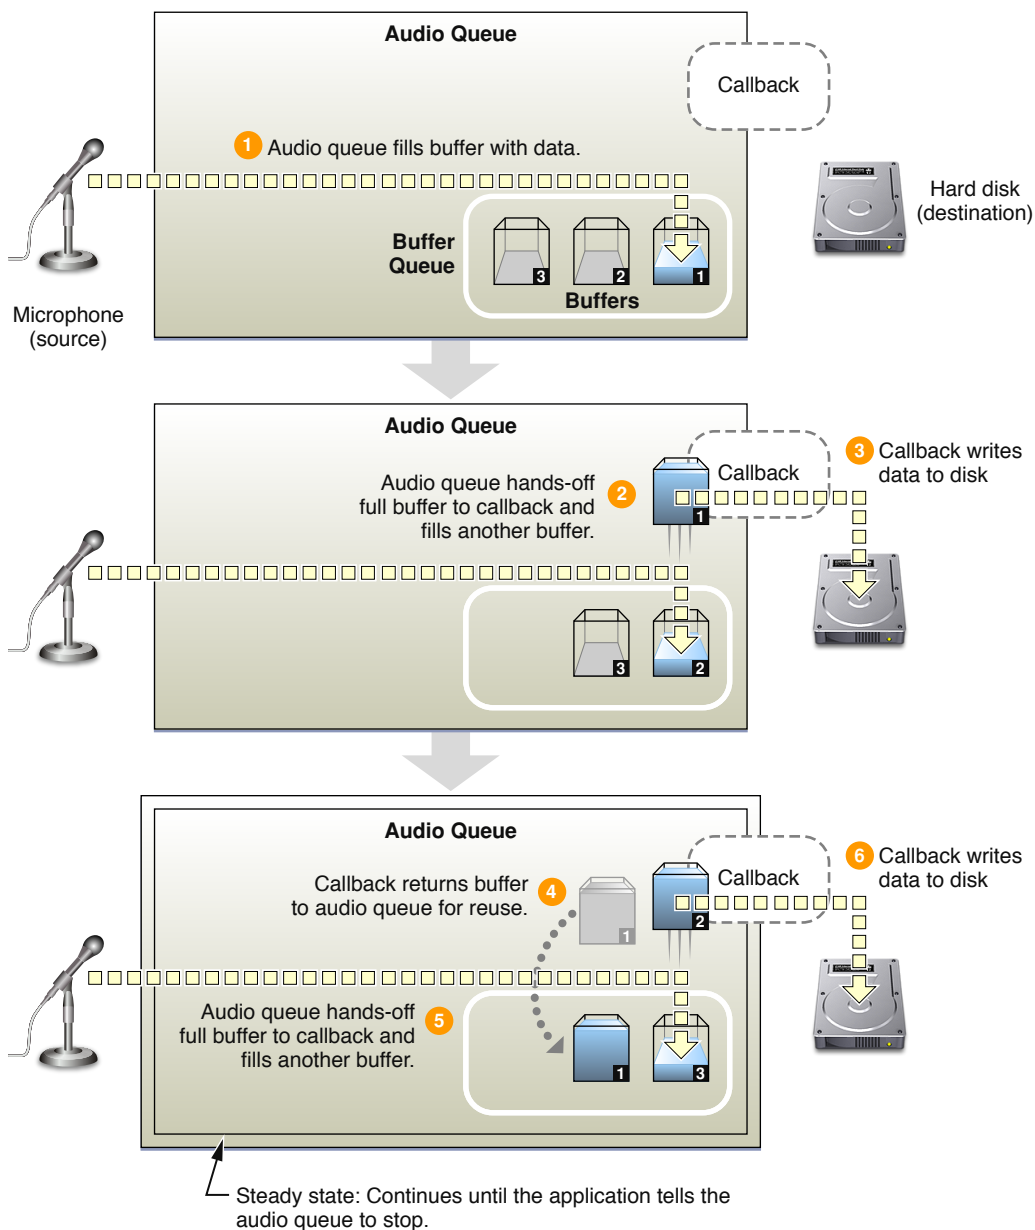 Audio Queue
Callback
1 Audio queue fills buffer with data.
Hard disk
(destination)
Buffer
Queue
3
2
1
Buffers
Microphone
(source)
Audio Queue
Audio queue hands-off
full buffer to callback and
fills another buffer.
2
1
Callback
3 Callback writes
data to disk
3
2
Audio Queue
Callback returns buffer
to audio queue for reuse.
4
1
2
Callback
6 Callback writes
data to disk
Audio queue hands-off
full buffer to callback and
fills another buffer.
5
1
3
Steady state: Continues until the application tells the
audio queue to stop.